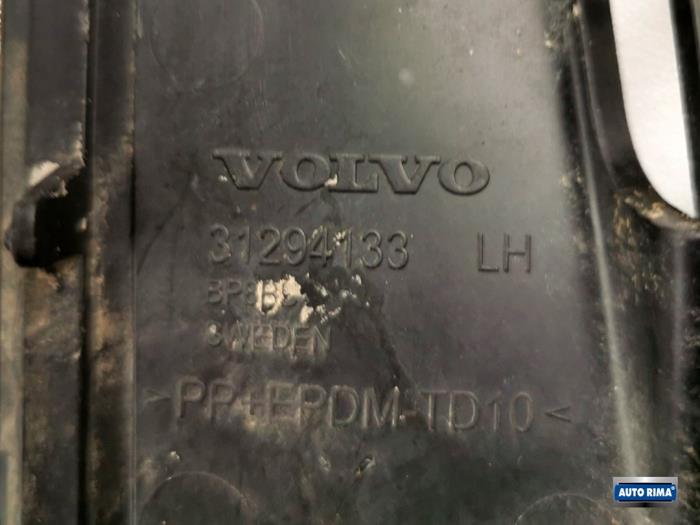 VOLVO
31294133 LH
SWEDEN
>PP+EPDM-TD10<
AUTO RIMA